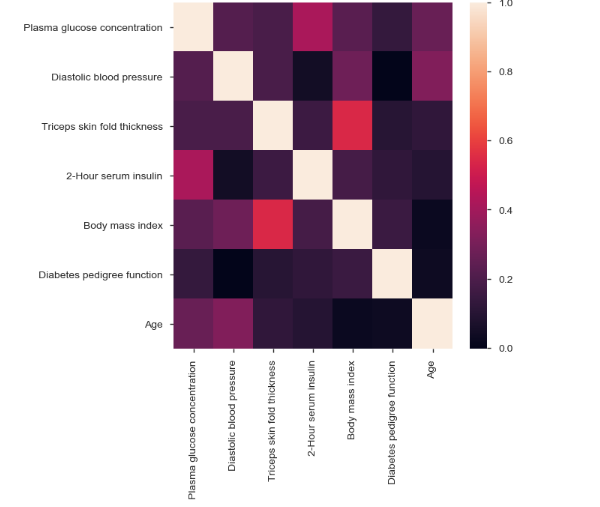 Plasma glucose concentration
Diastolic blood pressure
Triceps skin fold thickness
2-Hour serum insulin
Body mass index
Diabetes pedigree function
Age
1.0
0.8
0.6
0.4
0.2
0.0
Plasma glucose concentration
Diastolic blood pressure
Triceps skin fold thickness
2-Hour serum insulin
Body mass index
Diabetes pedigree function
Age